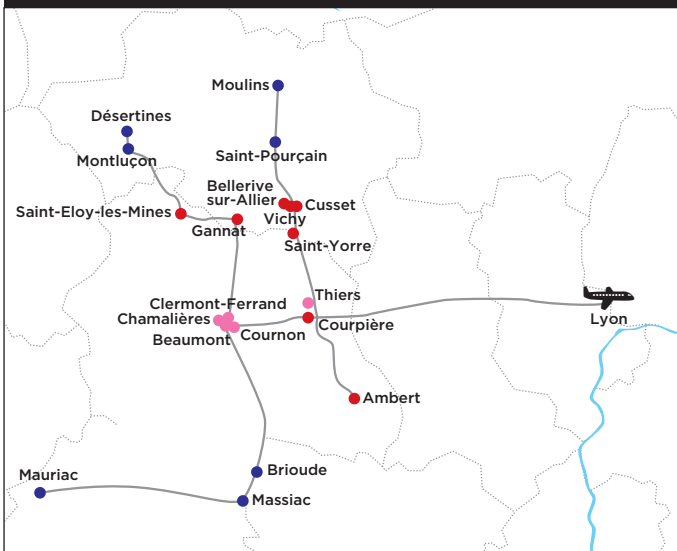 Moulins
Désertines
Montluçon
Saint-Pourçain
Bellerive
sur-Allier
Cusset
Vichy
Saint-Eloy-les-Mines
Gannat
Saint-Yorre
Thiers
Clermont-Ferrand
Chamalières
Lyon
Courpière
Cournon
Beaumont
Ambert
Brioude
Mauriac
Massiac